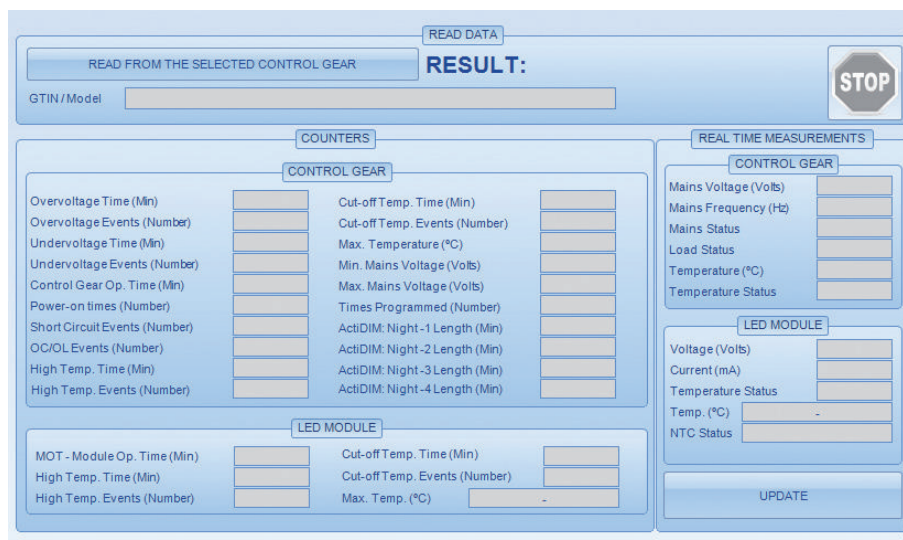 READ DATA
READ FROM THE SELECTED CONTROL GEAR
RESULT:
STOP
GTIN / Model
COUNTERS
CONTROL GEAR
Overvoltage Time (Min)
Overvoltage Events (Number)
Undervoltage Time (Min)
Undervoltage Events (Number)
Control Gear Op. Time (Min)
Power-on times (Number)
Short Circuit Events (Number)
OC/OL Events (Number)
High Temp. Time (Min)
High Temp. Events (Number)
Cut-off Temp. Time (Min)
Cut-off Temp. Events (Number)
Max. Temperature (ºC)
Min. Mains Voltage (Volts)
Max. Mains Voltage (Volts)
Times Programmed (Number)
ActiDIM: Night -1 Length (Min)
ActiDIM: Night -2 Length (Min)
ActiDIM: Night -3 Length (Min)
ActiDIM: Night -4 Length (Min)
LED MODULE
MOT - Module Op. Time (Min)
High Temp. Time (Min)
High Temp. Events (Number)
Cut-off Temp. Time (Min)
Cut-off Temp. Events (Number)
Max. Temp. (ºC) -
REAL TIME MEASUREMENTS
CONTROL GEAR
Mains Voltage (Volts)
Mains Frequency (Hz)
Mains Status
Load Status
Temperature (ºC)
Temperature Status
LED MODULE
Voltage (Volts)
Current (mA)
Temperature Status
Temp. (ºC) -
NTC Status
UPDATE